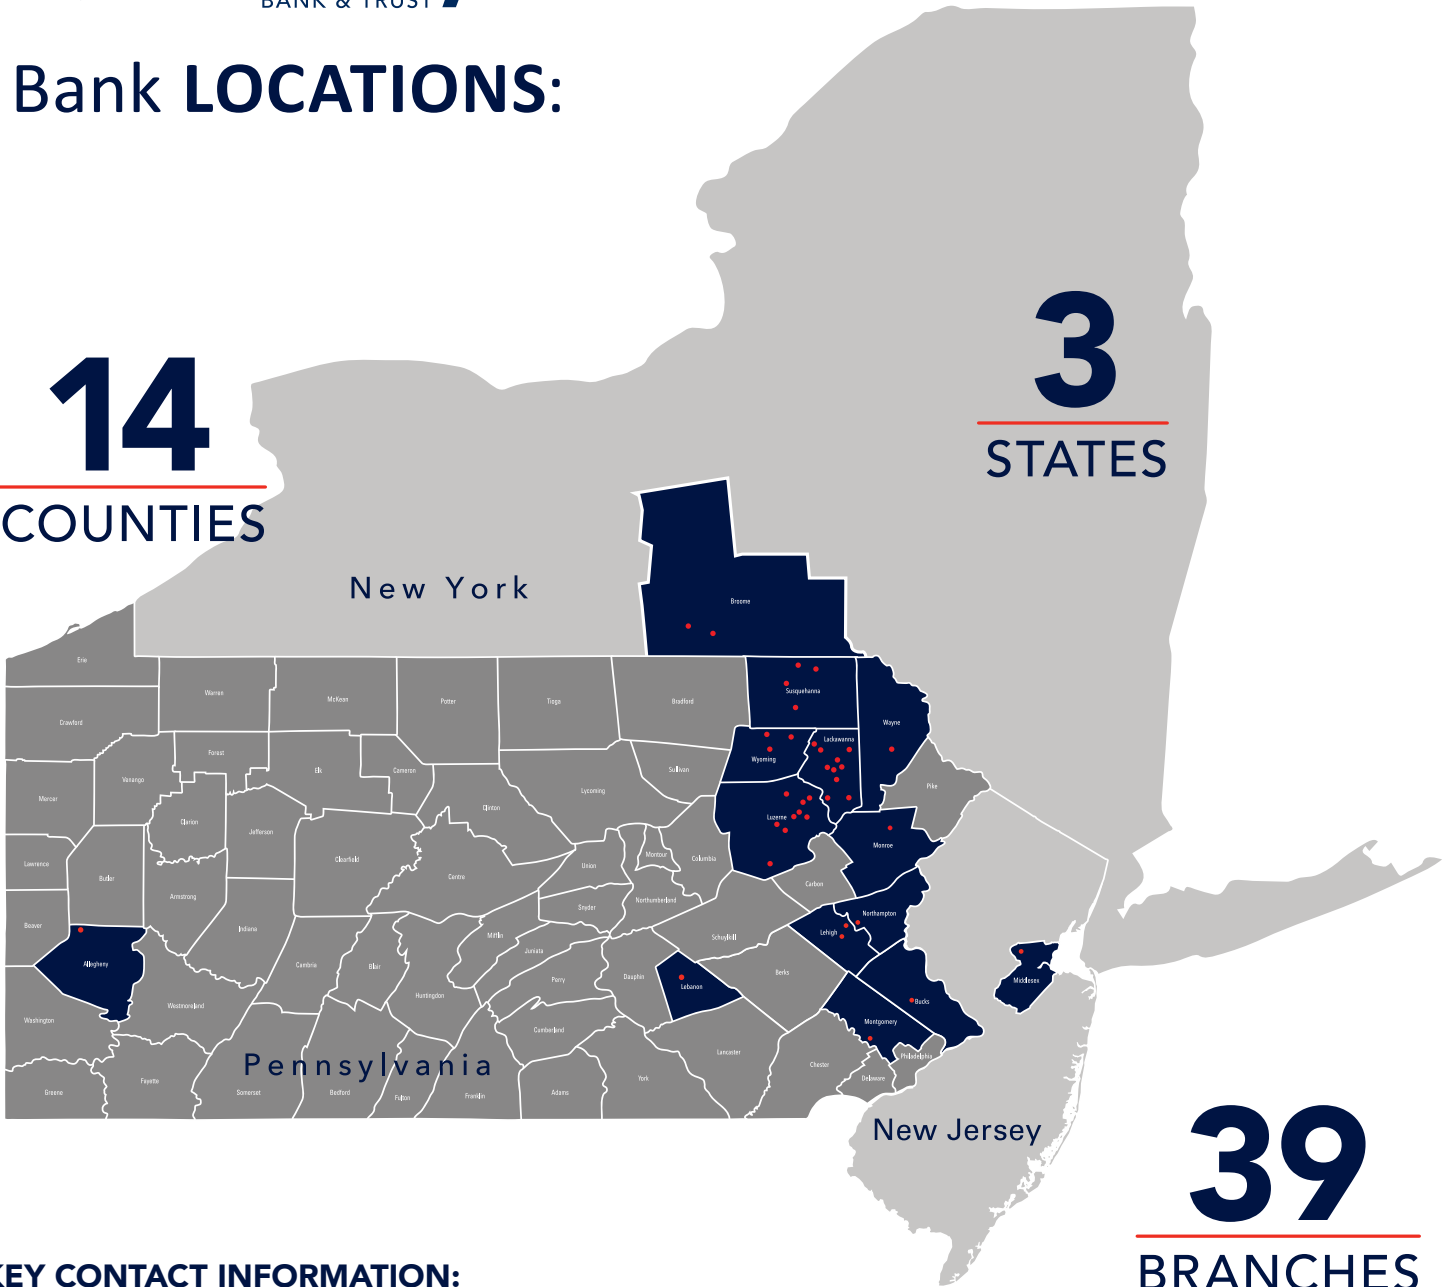 BANK & TRUST
Bank LOCATIONS:
3
STATES
14
COUNTIES
New York
Broome
Erie
Warren
McKean
Potter
Tioga
Bradford
Susquehanna
Wayne
Crawford
Forest
Elk
Cameron
Sullivan
Wyoming
Lackawanna
Venango
Mercer
Clarion
Jefferson
Clinton
Lycoming
Luzerne
Pike
Lawrence
Butler
Armstrong
Clearfield
Centre
Union
Montour
Columbia
Carbon
Monroe
Beaver
Indiana
Snyder
Northumberland
Northampton
Allegheny
Cambria
Blair
Mifflin
Juniata
Schuylkill
Lehigh
Washington
Westmoreland
Huntingdon
Perry
Dauphin
Lebanon
Berks
Bucks
Middlesex
Cumberland
Montgomery
Pennsylvania
Lancaster
Philadelphia
Greene
Fayette
Somerset
Bedford
Fulton
Franklin
Adams
York
Chester
Delaware
New Jersey
39
BRANCHES
KEY CONTACT INFORMATION: